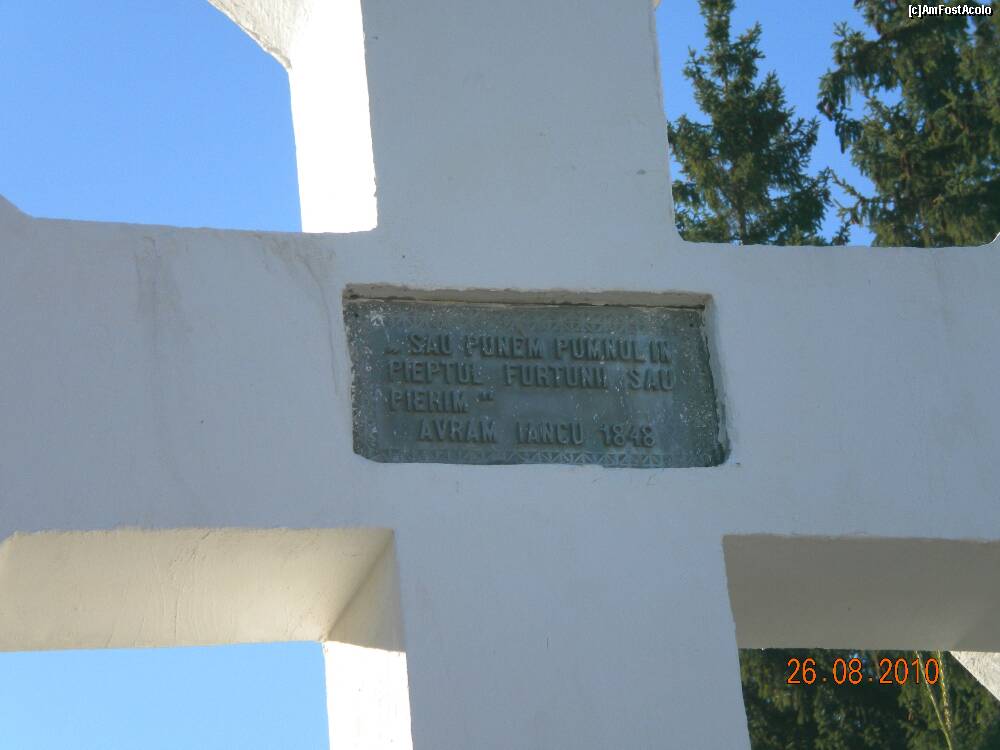 [c]AmFostAcolo
„ SAU PUNEM PUMNUL IN
PIEPTUL FURTUNII SAU
PIERIM "
AVRAM IANCU 1848
26.08.2010